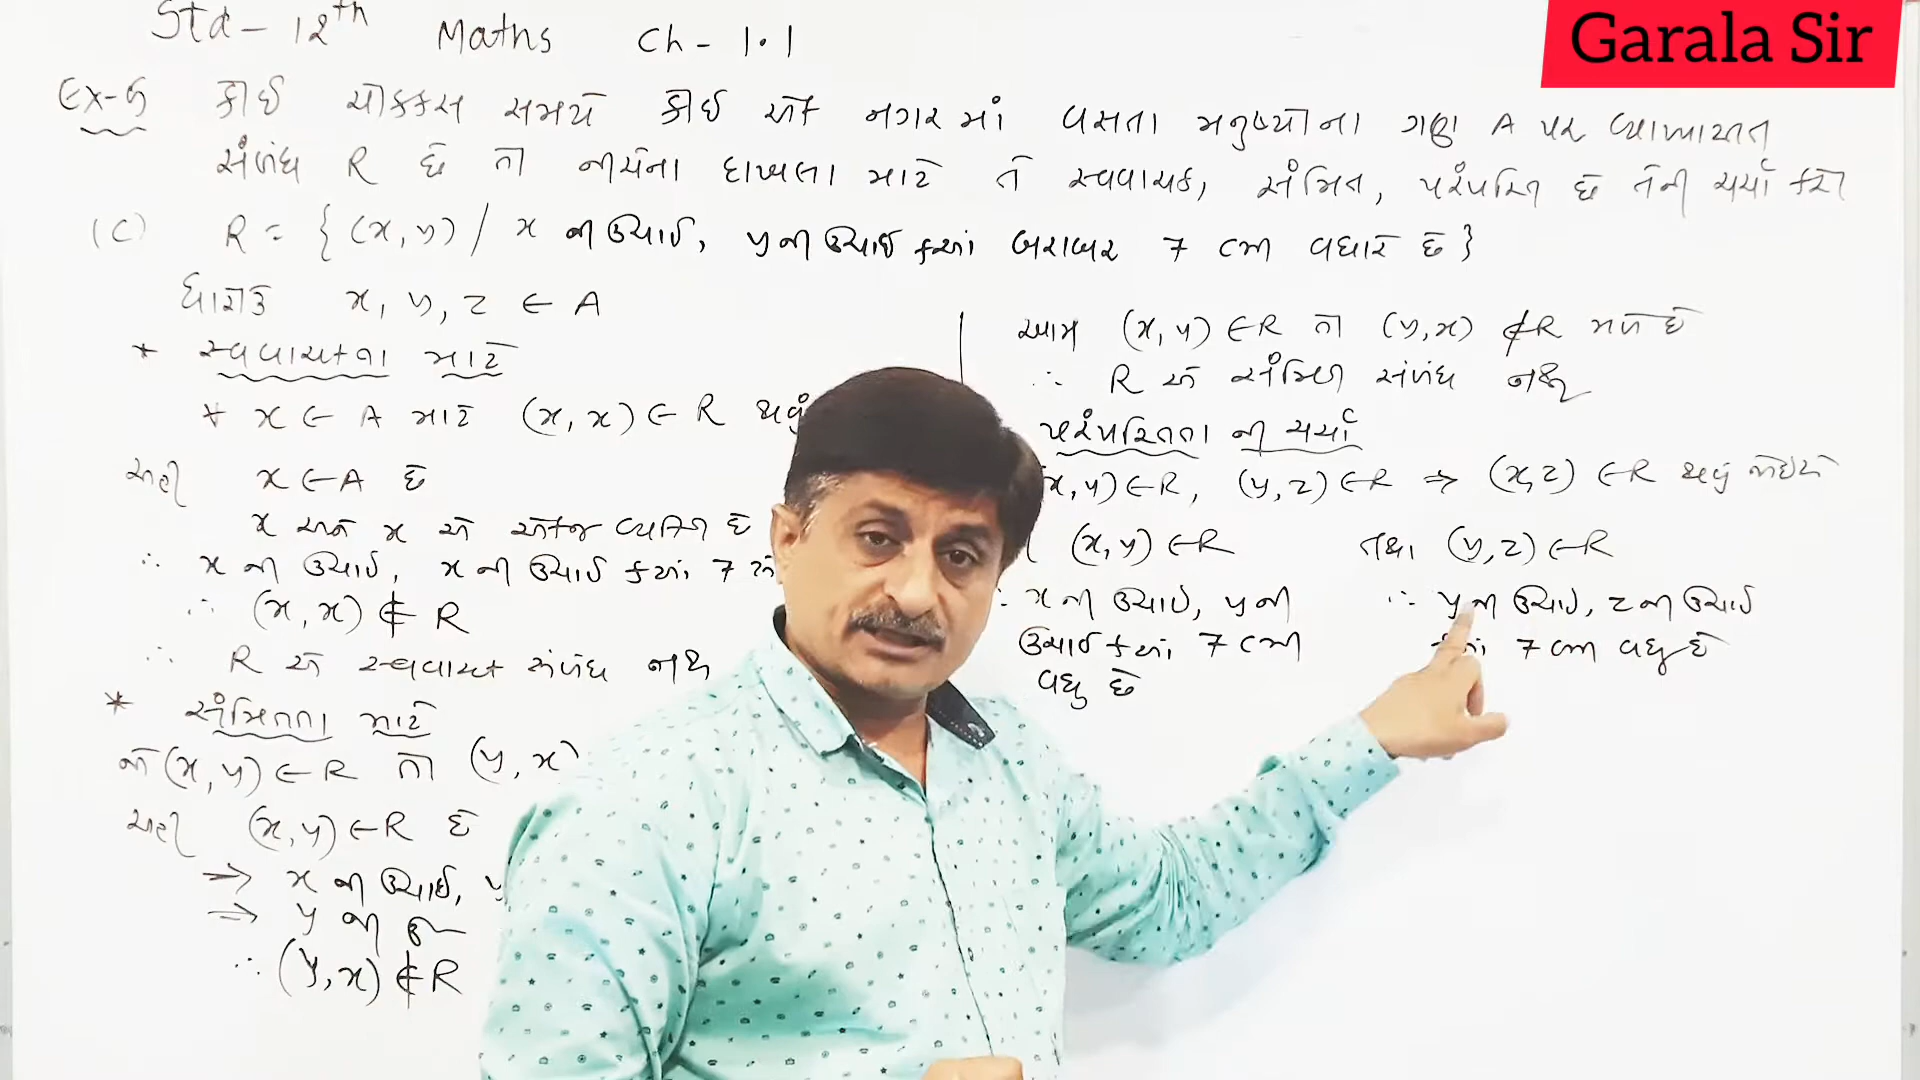 Std - 12th Maths Ch - 1.1
Garala Sir
Ex-5 કોઈ ચોક્કસ સમયે કોઈ એક નગરમાં વસતા મનુષ્યોના ગણ A પર વ્યાખ્યાયત
સંબંધ R છે તો નીચેના દાખલા માટે તે સ્વવાચક, સંમિત, પરંપરિત છે તેની ચર્ચા કરો
(C) R = {(x, y) / x ની ઉંચાઈ, y ની ઉંચાઈ કરતાં બરાબર 7 cm વધારે છે}
ધારોકે x, y, z ∈ A
* સ્વવાચકતા માટે
∀ x ∈ A માટે (x, x) ∈ R થવું
અહીં x ∈ A છે
x અને x એ એકજ વ્યક્તિ છે
∴ x ની ઉંચાઈ, x ની ઉંચાઈ કરતાં 7
∴ (x, x) ∉ R
∴ R એ સ્વવાચક સંબંધ નથી
* સંમિતતા માટે
જો (x, y) ∈ R તો (y, x)
અહીં (x, y) ∈ R છે
⇒ x ની ઉંચાઈ, y
⇒ y ની
∴ (y, x) ∉ R
આમ (x, y) ∈ R તો (y, x) ∉ R મળે છે
∴ R એ સંમિત સંબંધ નથી
પરંપરિતતા ની ચર્ચા
x, y) ∈ R, (y, z) ∈ R ⇒ (x, z) ∈ R થવું જોઈએ
(x, y) ∈ R તથા (y, z) ∈ R
∴ x ની ઉંચાઈ, y ની ∴ y ની ઉંચાઈ, z ની ઉંચાઈ
ઉંચાઈ કરતાં 7 cm 7 cm વધુ છે
વધુ છે